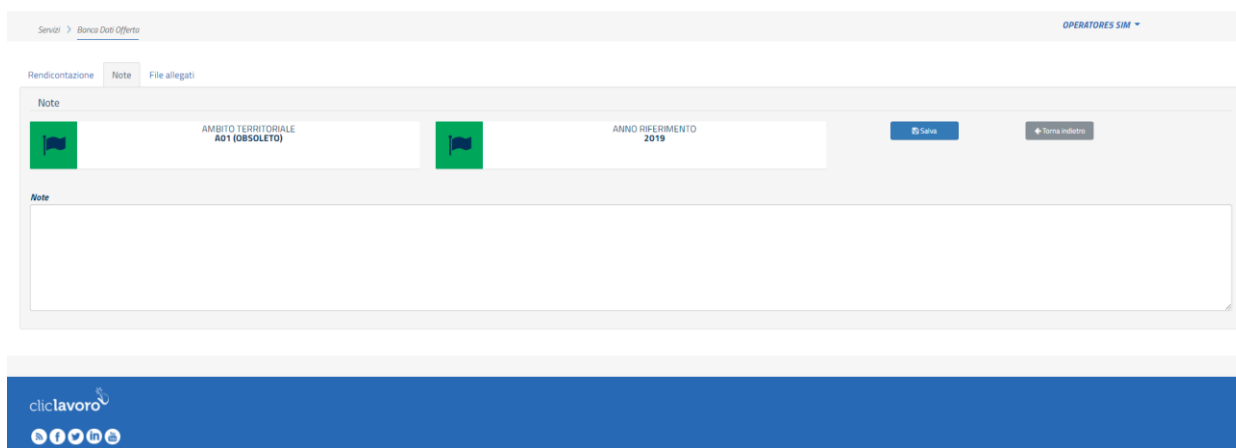 Servizi > Banca Dati Offerta
OPERATORES SIM
Rendicontazione Note File allegati
Note
AMBITO TERRITORIALE
A01 (OBSOLETO)
ANNO RIFERIMENTO
2019
Salva
Torna indietro
Note
cliclavoro